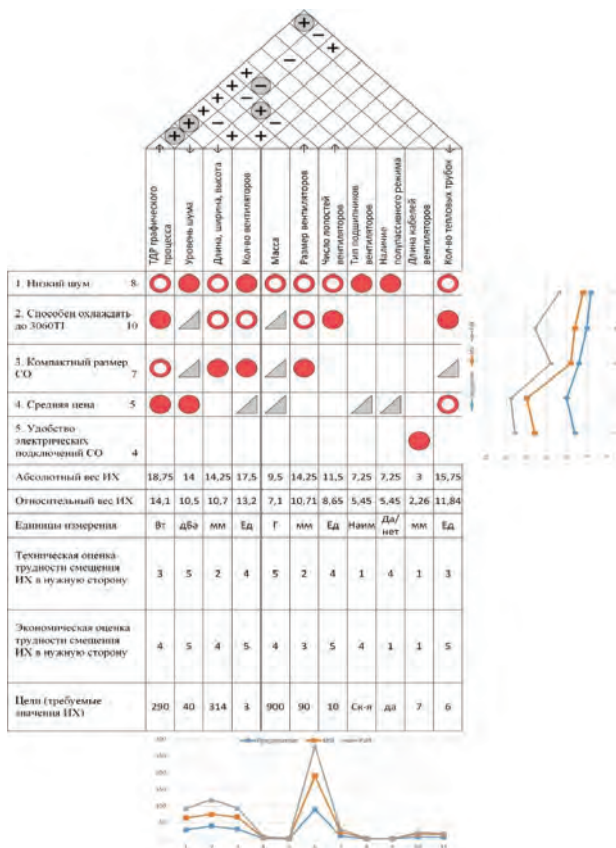 ТДР графического
процесса
Уровень шума
Длина, ширина, высота
Кол-во вентиляторов
Масса
Размер вентиляторов
Число лопостей
вентиляторов
Тип подшипников
вентиляторов
Наличие
полупассивного режима
Длина кабелей
вентиляторов
Кол-во тепловых трубок
1. Низкий шум 8
2. Способен охлаждать
до 3060TI 10
3. Компактный размер
СО 7
4. Средняя цена 5
5. Удобство
электрических
подключений СО 4
Абсолютный вес ИХ 18,75 14 14,25 17,5 9,5 14,25 11,5 7,25 7,25 3 15,75
Относительный вес ИХ 14,1 10,5 10,7 13,2 7,1 10,71 8,65 5,45 5,45 2,26 11,84
Единицы измерения Вт дБа мм Ед Г мм Ед Наим Да/ нет мм Ед
Техническая оценка
трудности смещения
ИХ в нужную сторону 3 5 2 4 5 2 4 1 4 1 3
Экономическая оценка
трудности смещения
ИХ в нужную сторону 4 5 4 5 4 3 5 4 1 1 5
Цели (требуемые
значения ИХ) 290 40 314 3 900 90 10 Ск-я да 7 6